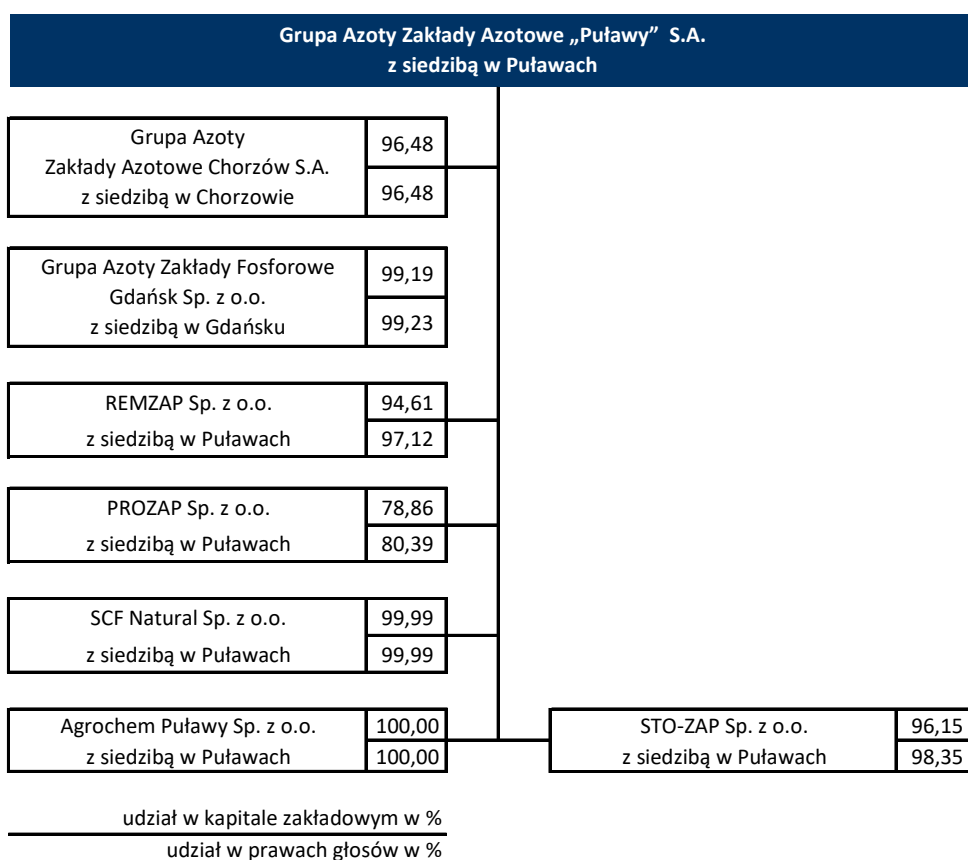 Grupa Azoty Zakłady Azotowe „Puławy” S.A.
z siedzibą w Puławach
Grupa Azoty
Zakłady Azotowe Chorzów S.A.
z siedzibą w Chorzowie
96,48
96,48
Grupa Azoty Zakłady Fosforowe
Gdańsk Sp. z o.o.
z siedzibą w Gdańsku
99,19
99,23
REMZAP Sp. z o.o. 94,61
z siedzibą w Puławach 97,12
PROZAP Sp. z o.o. 78,86
z siedzibą w Puławach 80,39
SCF Natural Sp. z o.o. 99,99
z siedzibą w Puławach 99,99
Agrochem Puławy Sp. z o.o. 100,00
z siedzibą w Puławach 100,00
STO-ZAP Sp. z o.o. 96,15
z siedzibą w Puławach 98,35
udział w kapitale zakładowym w %
udział w prawach głosów w %